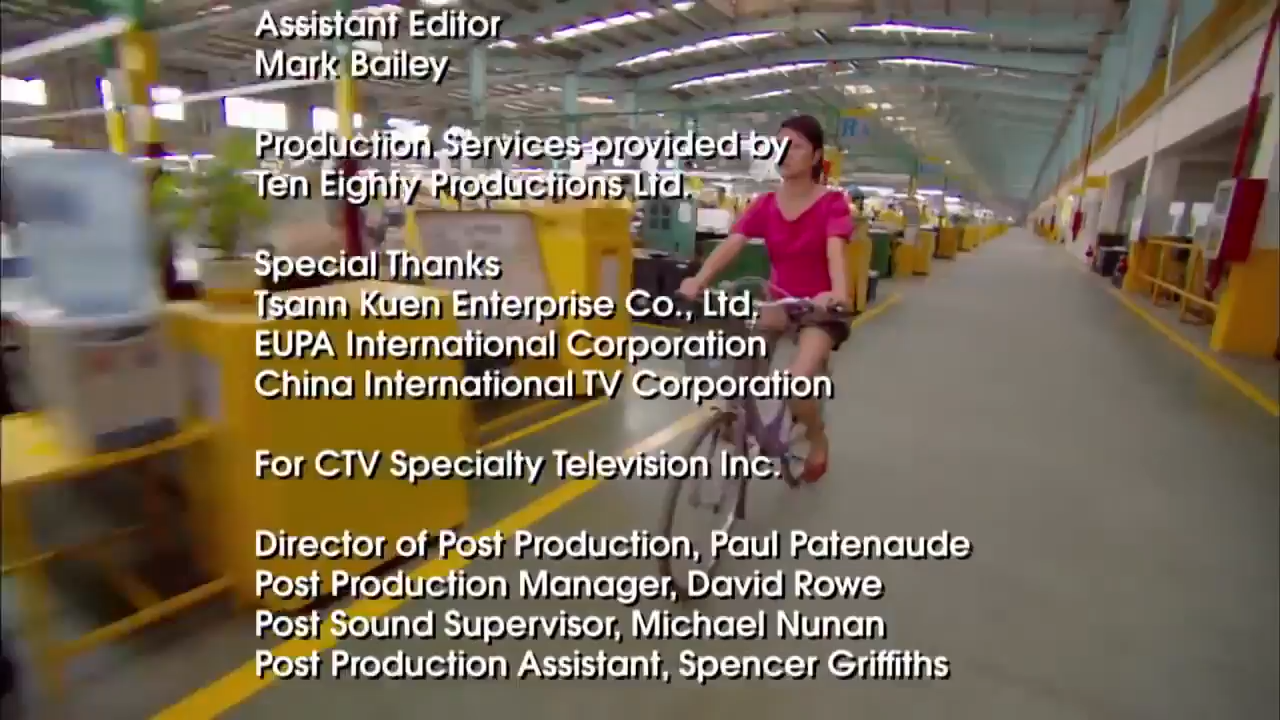 Assistant Editor
Mark Bailey
Production Services provided by
Ten Eighty Productions Ltd.
Special Thanks
Tsann Kuen Enterprise Co., Ltd.
EUPA International Corporation
China International TV Corporation
For CTV Specialty Television Inc.
Director of Post Production, Paul Patenaude
Post Production Manager, David Rowe
Post Sound Supervisor, Michael Nunan
Post Production Assistant, Spencer Griffiths